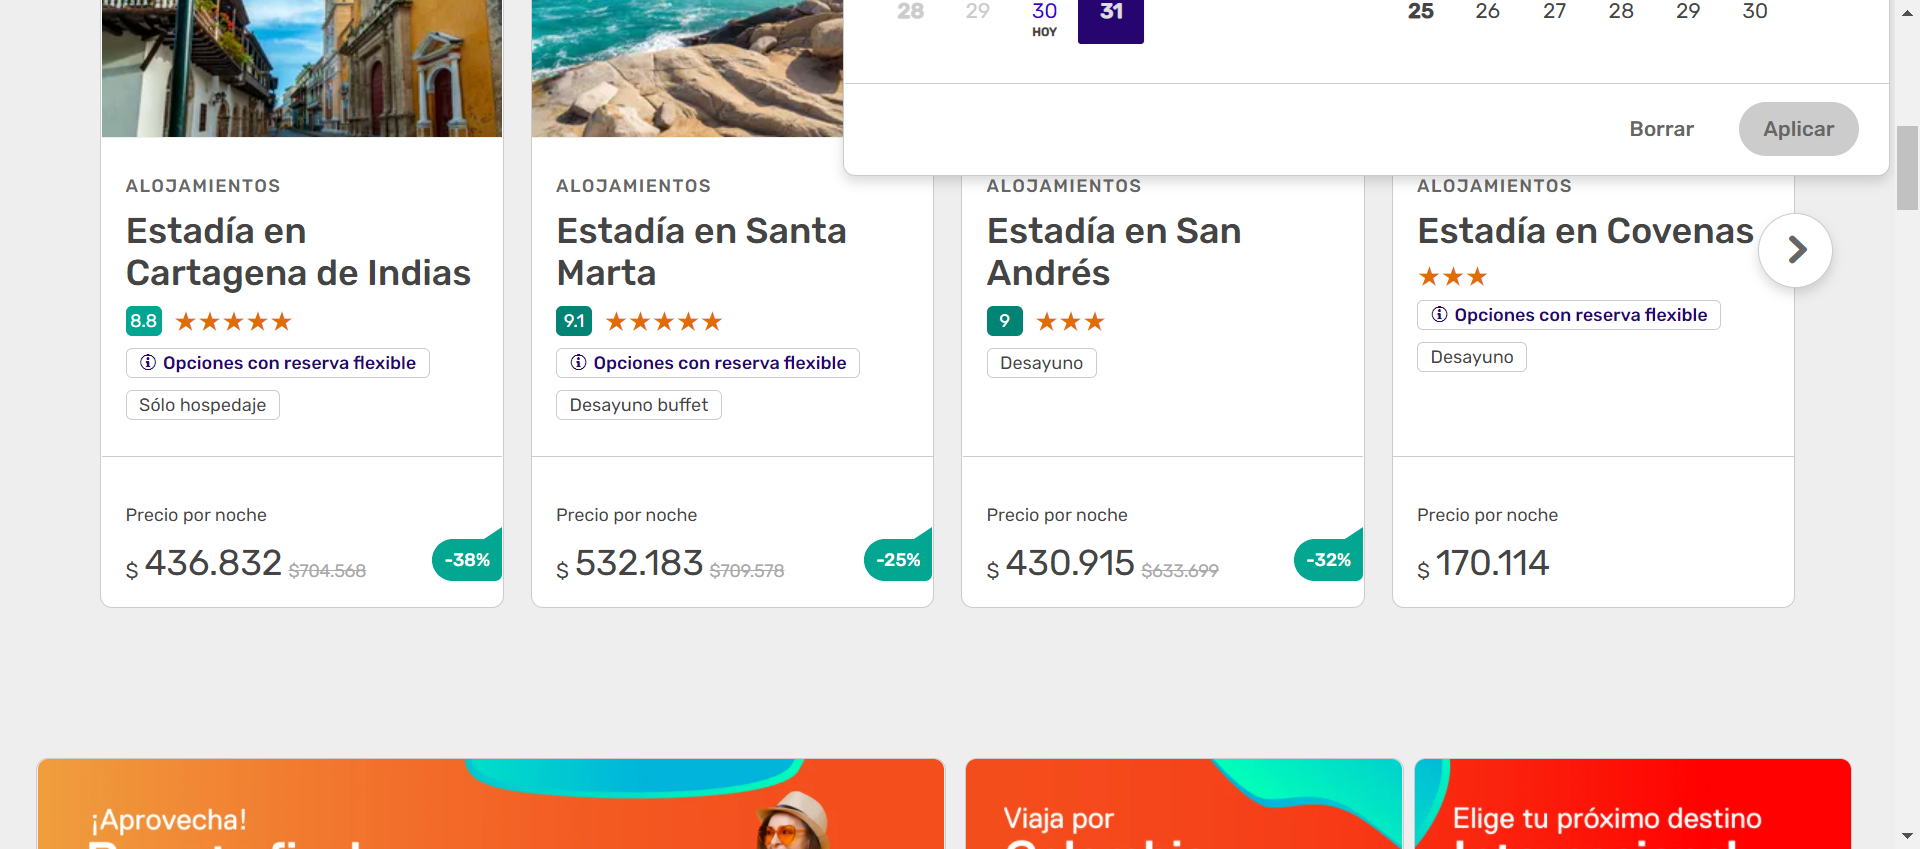 28 29 30 31
HOY
25 26 27 28 29 30
Borrar Aplicar
ALOJAMIENTOS
Estadía en
Cartagena de Indias
8.8
Opciones con reserva flexible
Sólo hospedaje
Precio por noche
$ 436.832 $704.568
-38%
ALOJAMIENTOS
Estadía en Santa
Marta
9.1
Opciones con reserva flexible
Desayuno buffet
Precio por noche
$ 532.183 $709.578
-25%
ALOJAMIENTOS
Estadía en San
Andrés
9
Desayuno
Precio por noche
$ 430.915 $633.699
-32%
ALOJAMIENTOS
Estadía en Covenas
Opciones con reserva flexible
Desayuno
Precio por noche
$ 170.114
¡Aprovecha!
Viaja por
Elige tu próximo destino